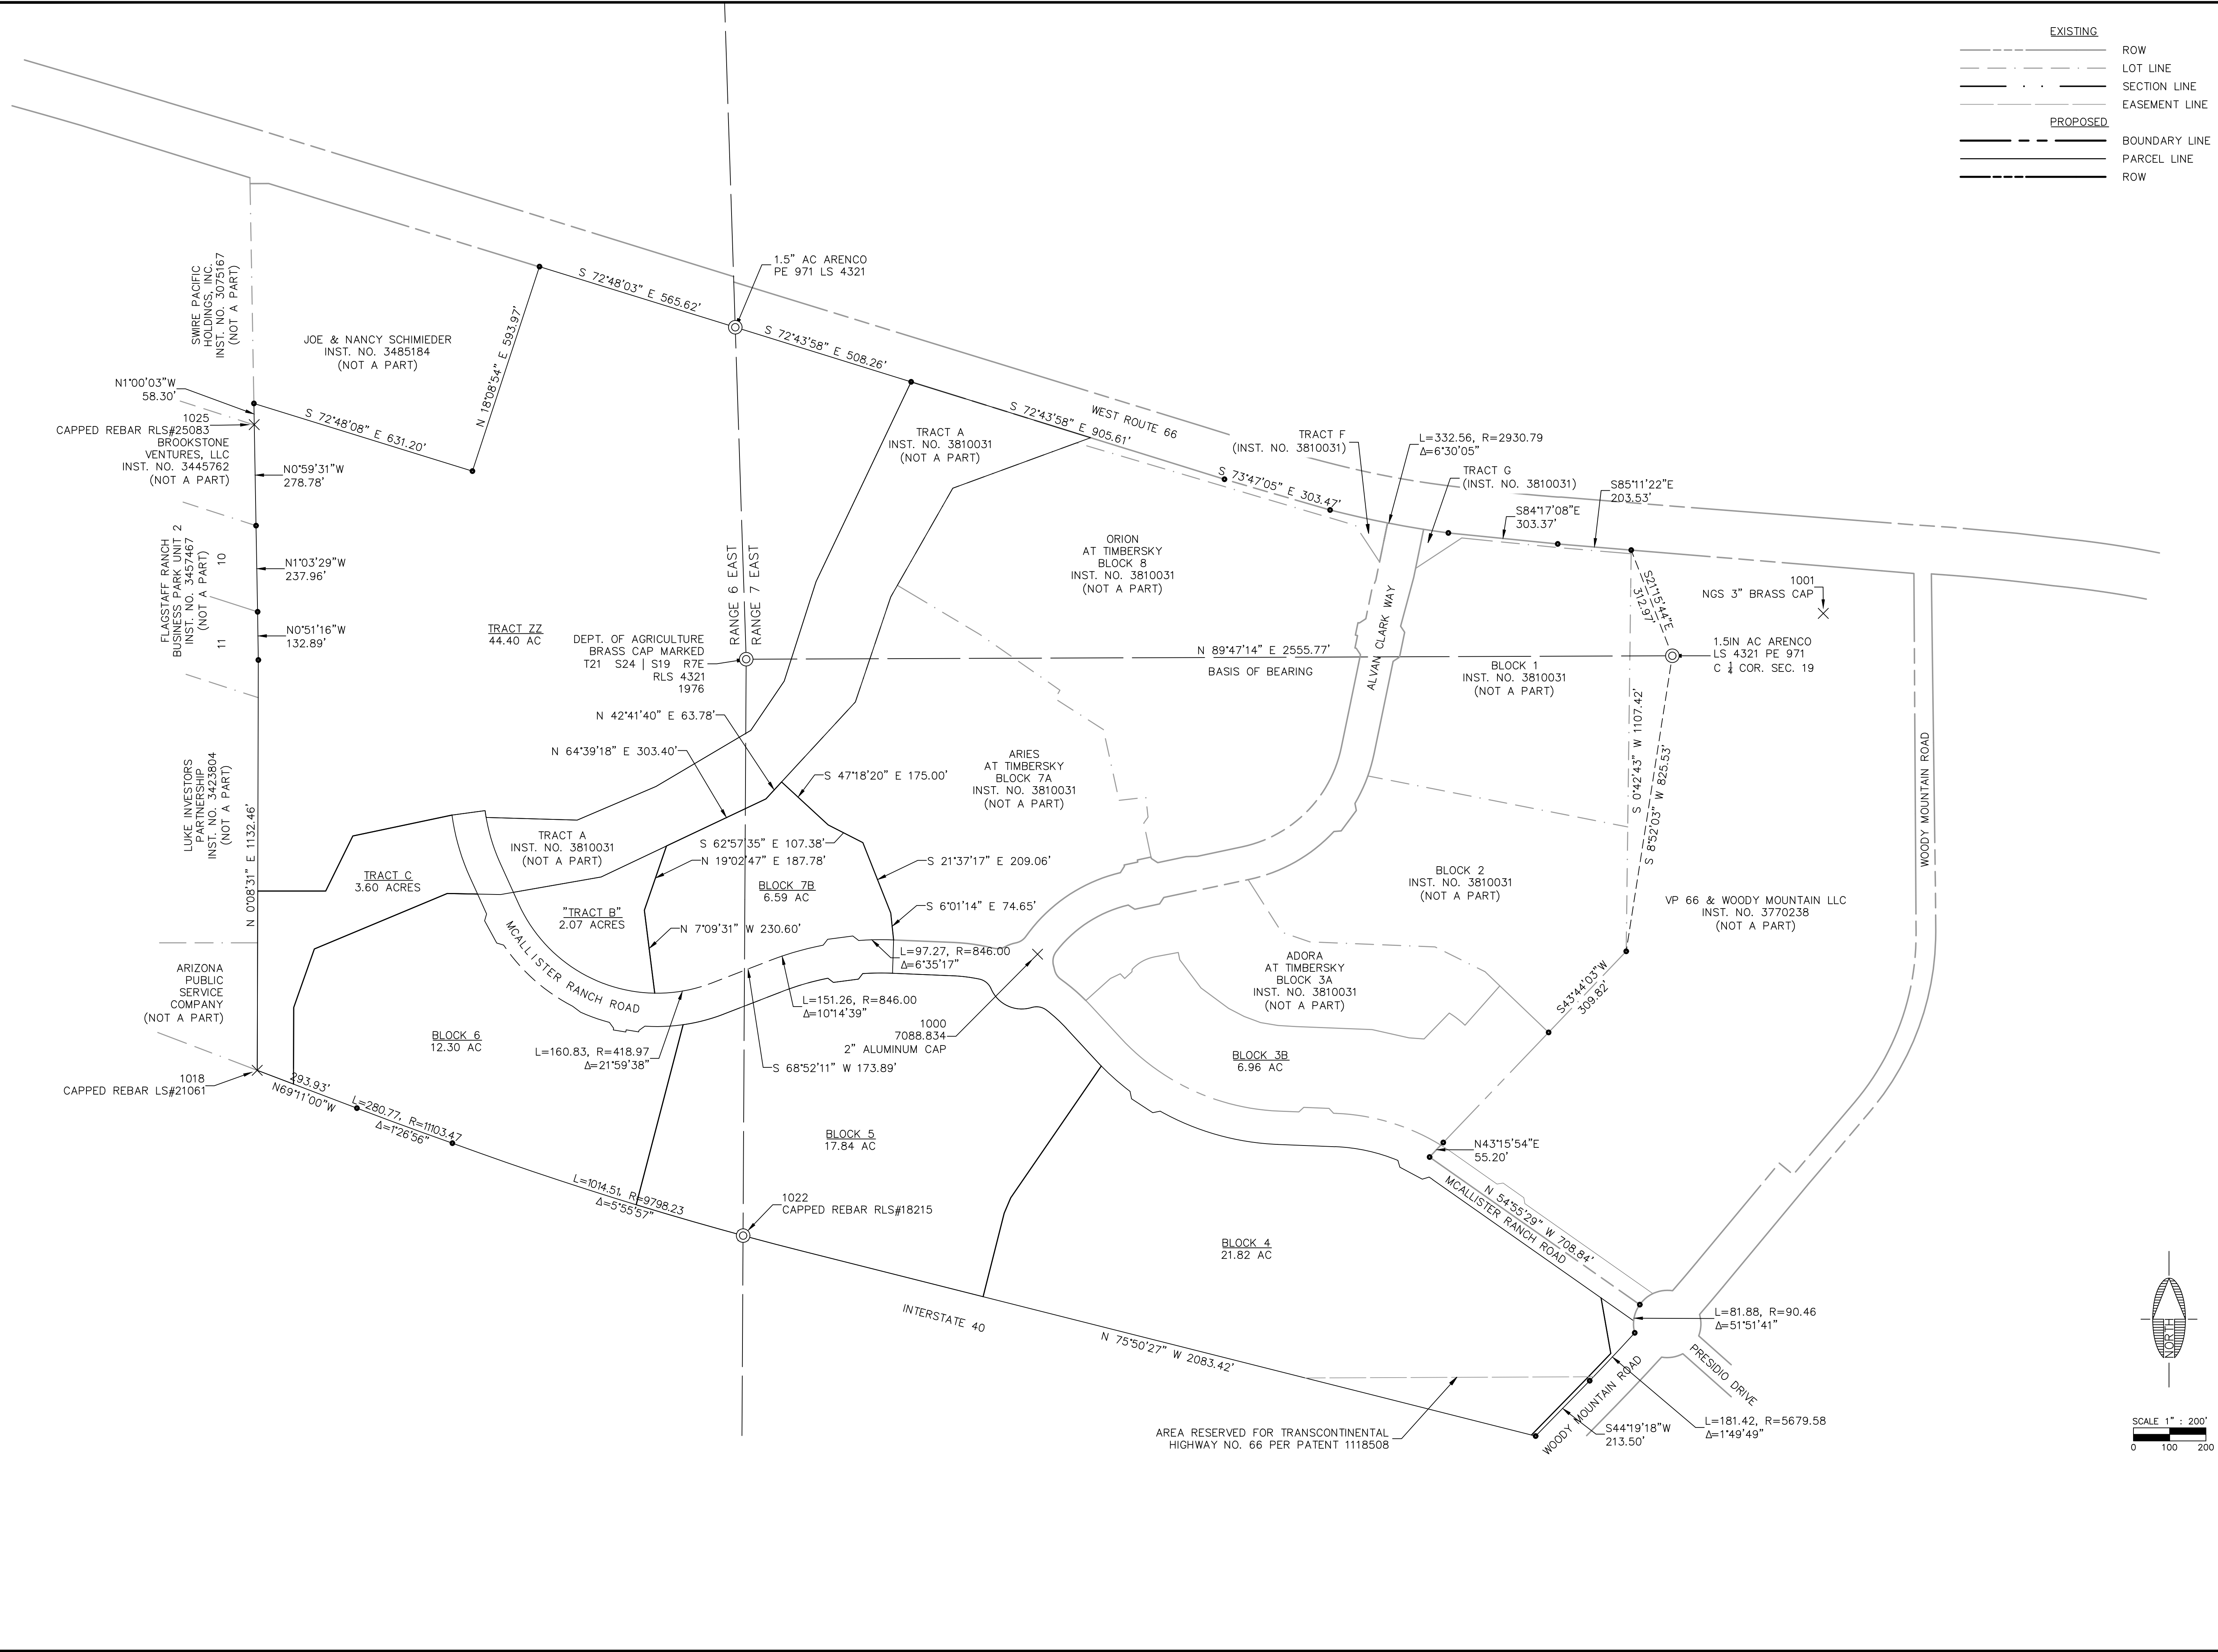 EXISTING
ROW
LOT LINE
SECTION LINE
EASEMENT LINE
PROPOSED
BOUNDARY LINE
PARCEL LINE
ROW
1.5" AC ARENCO
PE 971 LS 4321
S 72°48'03" E 565.62'
S 72°43'58" E 508.26'
SWIRE PACIFIC
HOLDINGS, INC.
INST. NO. 3075167
(NOT A PART)
JOE & NANCY SCHIMIEDER
INST. NO. 3485184
(NOT A PART)
N 18°08'54" E 593.97'
N1°00'03"W
58.30'
1025
CAPPED REBAR RLS#25083
BROOKSTONE
VENTURES, LLC
INST. NO. 3445762
(NOT A PART)
S 72°48'08" E 631.20'
N0°59'31"W
278.78'
S 72°43'58" E 905.61'
WEST ROUTE 66
TRACT A
INST. NO. 3810031
(NOT A PART)
TRACT F
(INST. NO. 3810031)
L=332.56, R=2930.79
Δ=6°30'05"
TRACT G
(INST. NO. 3810031)
S 73°47'05" E 303.47'
S84°17'08"E
303.37'
S85°11'22"E
203.53'
FLAGSTAFF RANCH
BUSINESS PARK UNIT 2
INST. NO. 3457467
(NOT A PART)
10
11
N1°03'29"W
237.96'
N0°51'16"W
132.89'
TRACT ZZ
44.40 AC
RANGE 6 EAST
RANGE 7 EAST
DEPT. OF AGRICULTURE
BRASS CAP MARKED
T21 S24 | S19 R7E
RLS 4321
1976
ORION
AT TIMBERSKY
BLOCK 8
INST. NO. 3810031
(NOT A PART)
N 89°47'14" E 2555.77'
BASIS OF BEARING
ALVAN CLARK WAY
BLOCK 1
INST. NO. 3810031
(NOT A PART)
S21°15'44"E
312.97'
1001
NGS 3" BRASS CAP
1.5IN AC ARENCO
LS 4321 PE 971
C ¼ COR. SEC. 19
S 0°42'43" W 1107.42'
S 8°52'03" W 825.53'
WOODY MOUNTAIN ROAD
N 42°41'40" E 63.78'
N 64°39'18" E 303.40'
S 47°18'20" E 175.00'
ARIES
AT TIMBERSKY
BLOCK 7A
INST. NO. 3810031
(NOT A PART)
LUKE INVESTORS
PARTNERSHIP
INST. NO. 3423804
(NOT A PART)
N 0°08'31" E 1132.46'
TRACT A
INST. NO. 3810031
(NOT A PART)
S 62°57'35" E 107.38'
N 19°02'47" E 187.78'
S 21°37'17" E 209.06'
TRACT C
3.60 ACRES
BLOCK 7B
6.59 AC
"TRACT B"
2.07 ACRES
S 6°01'14" E 74.65'
N 7°09'31" W 230.60'
BLOCK 2
INST. NO. 3810031
(NOT A PART)
VP 66 & WOODY MOUNTAIN LLC
INST. NO. 3770238
(NOT A PART)
MCALLISTER RANCH ROAD
L=97.27, R=846.00
Δ=6°35'17"
ADORA
AT TIMBERSKY
BLOCK 3A
INST. NO. 3810031
(NOT A PART)
S43°44'03"W
309.82'
ARIZONA
PUBLIC
SERVICE
COMPANY
(NOT A PART)
L=151.26, R=846.00
Δ=10°14'39"
1000
7088.834
2" ALUMINUM CAP
BLOCK 6
12.30 AC
L=160.83, R=418.97
Δ=21°59'38"
S 68°52'11" W 173.89'
BLOCK 3B
6.96 AC
1018
CAPPED REBAR LS#21061
293.93'
N69°11'00"W
L=280.77, R=11103.47
Δ=1°26'56"
BLOCK 5
17.84 AC
N43°15'54"E
55.20'
L=1014.51, R=9798.23
Δ=5°55'57"
1022
CAPPED REBAR RLS#18215
N 54°55'29" W 708.84'
MCALLISTER RANCH ROAD
BLOCK 4
21.82 AC
INTERSTATE 40
N 75°50'27" W 2083.42'
L=81.88, R=90.46
Δ=51°51'41"
PRESIDIO DRIVE
WOODY MOUNTAIN ROAD
L=181.42, R=5679.58
Δ=1°49'49"
S44°19'18"W
213.50'
AREA RESERVED FOR TRANSCONTINENTAL
HIGHWAY NO. 66 PER PATENT 1118508
NORTH
SCALE 1" : 200'
0 100 200